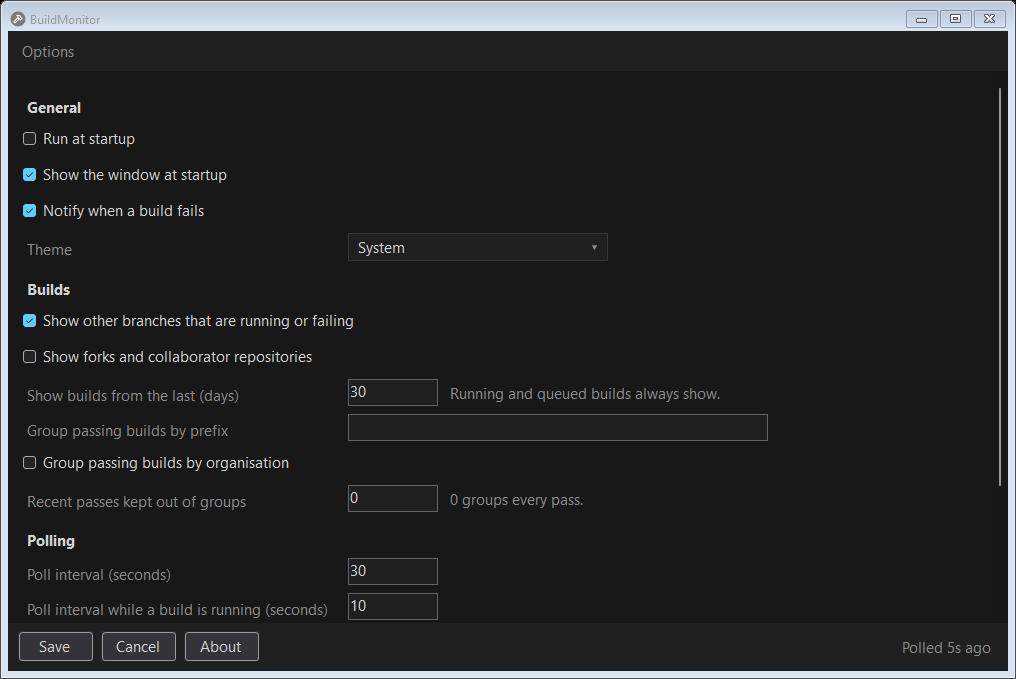 BuildMonitor
Options
General
Run at startup
Show the window at startup
Notify when a build fails
Theme System
Builds
Show other branches that are running or failing
Show forks and collaborator repositories
Show builds from the last (days) 30 Running and queued builds always show.
Group passing builds by prefix
Group passing builds by organisation
Recent passes kept out of groups 0 0 groups every pass.
Polling
Poll interval (seconds) 30
Poll interval while a build is running (seconds) 10
Save Cancel About Polled 5s ago